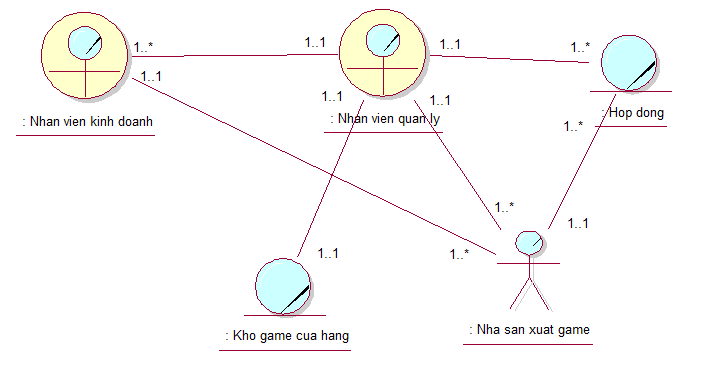 1..*
1..1
1..1
1..*
1..1
1..1
1..1
: Nhan vien kinh doanh
: Nhan vien quan ly
: Hop dong
1..*
1..*
1..1
1..1
1..*
: Kho game cua hang
: Nha san xuat game